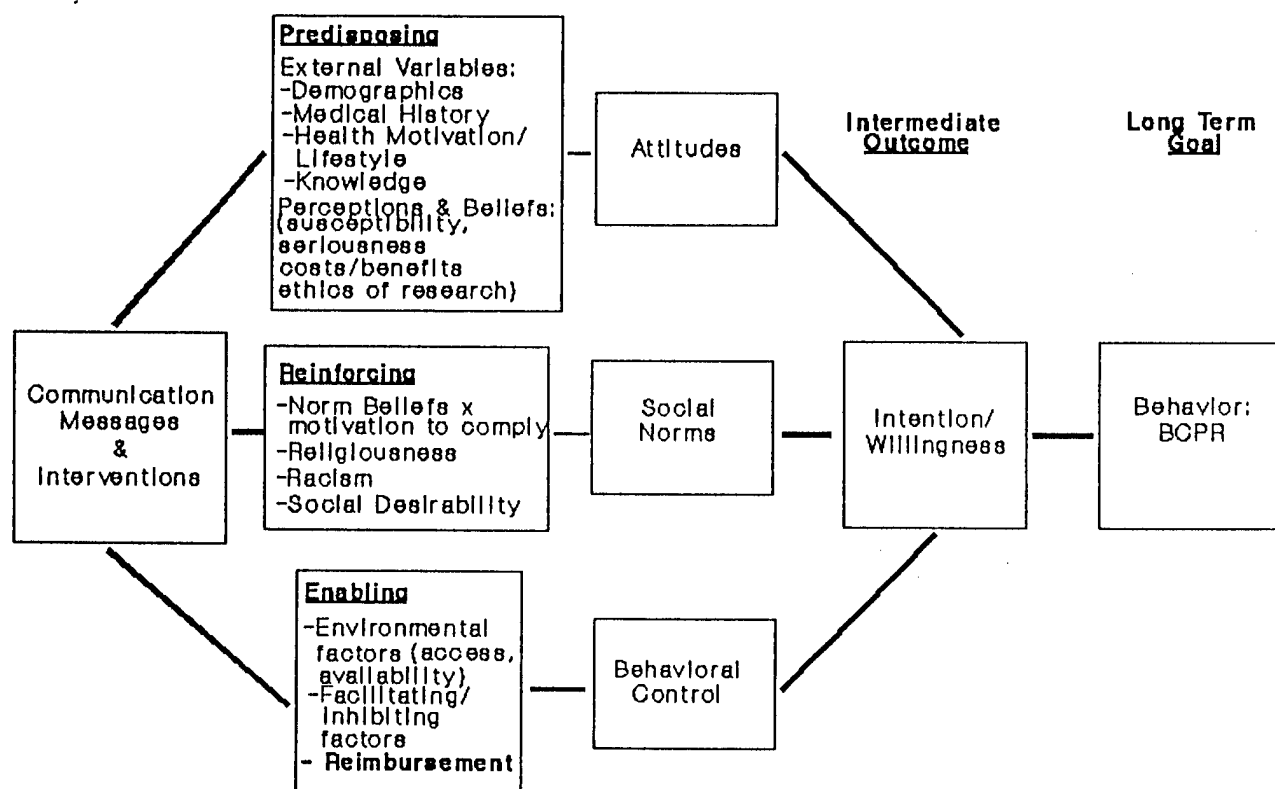 Predisposing
External Variables:
-Demographics
-Medical History
-Health Motivation/
Lifestyle
-Knowledge
Perceptions & Beliefs:
(susceptibility,
seriousness
costs/benefits
ethics of research)
Attitudes
Intermediate
Outcome
Long Term
Goal
Communication
Messages
&
Interventions
Reinforcing
-Norm Beliefs x
motivation to comply
-Religiousness
-Racism
-Social Desirability
Social
Norms
Intention/
Willingness
Behavior:
BCPR
Enabling
-Environmental
factors (access,
availability)
-Facilitating/
inhibiting
factors
- Reimbursement
Behavioral
Control